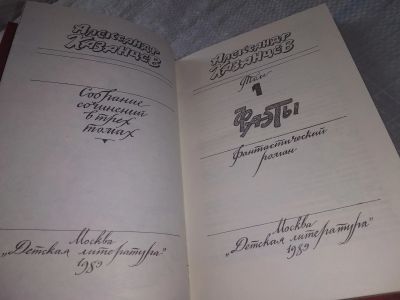 Александр
Казанцев
Собрание
сочинений
в трех
томах
Москва
„Детская литература”
1989
Александр
Казанцев
Том
1
Фаэты
Фантастический
роман
Москва
„Детская литература”
1989